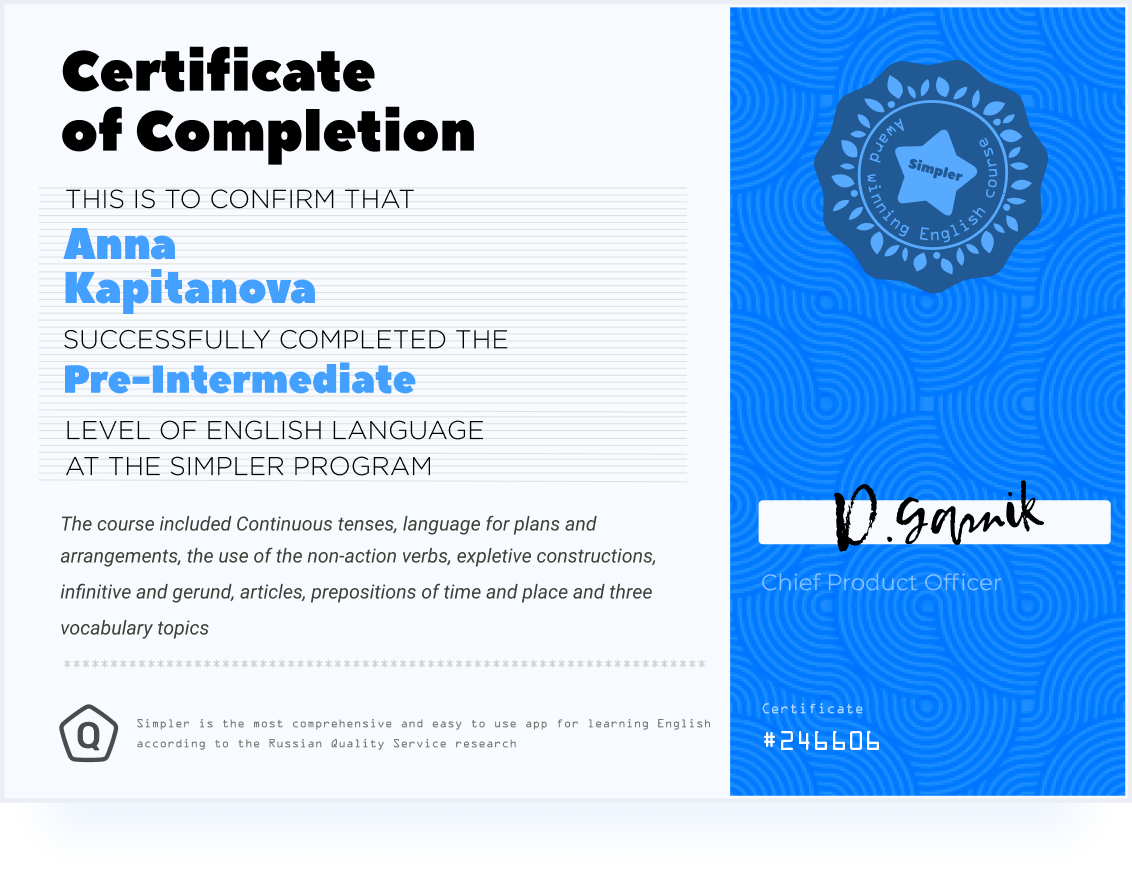 Certificate
of Completion
THIS IS TO CONFIRM THAT
Anna
Kapitanova
SUCCESSFULLY COMPLETED THE
Pre-Intermediate
LEVEL OF ENGLISH LANGUAGE
AT THE SIMPLER PROGRAM
The course included Continuous tenses, language for plans and
arrangements, the use of the non-action verbs, expletive constructions,
infinitive and gerund, articles, prepositions of time and place and three
vocabulary topics
*********************************************************************
Q
Simpler is the most comprehensive and easy to use app for learning English
according to the Russian Quality Service research
Award winning English course
Simpler
D. Garnik
Chief Product Officer
Certificate
#246606